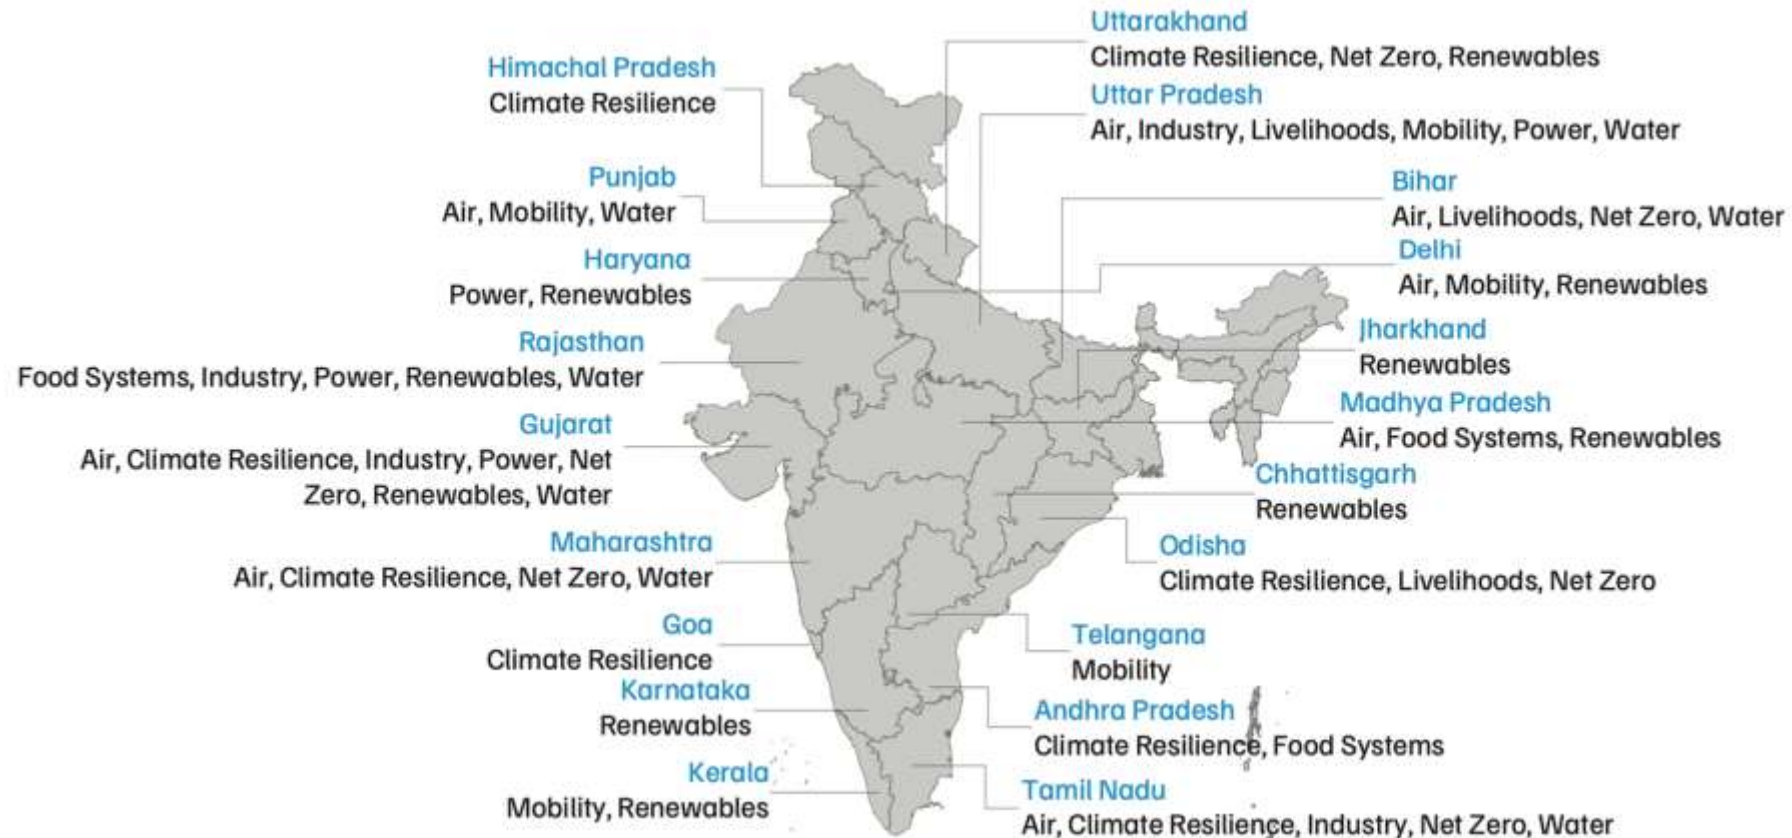 Himachal Pradesh
Climate Resilience
Punjab
Air, Mobility, Water
Haryana
Power, Renewables
Rajasthan
Food Systems, Industry, Power, Renewables, Water
Gujarat
Air, Climate Resilience, Industry, Power, Net
Zero, Renewables, Water
Maharashtra
Air, Climate Resilience, Net Zero, Water
Goa
Climate Resilience
Karnataka
Renewables
Kerala
Mobility, Renewables
Uttarakhand
Climate Resilience, Net Zero, Renewables
Uttar Pradesh
Air, Industry, Livelihoods, Mobility, Power, Water
Bihar
Air, Livelihoods, Net Zero, Water
Delhi
Air, Mobility, Renewables
Jharkhand
Renewables
Madhya Pradesh
Air, Food Systems, Renewables
Chhattisgarh
Renewables
Odisha
Climate Resilience, Livelihoods, Net Zero
Telangana
Mobility
Andhra Pradesh
Climate Resilience, Food Systems
Tamil Nadu
Air, Climate Resilience, Industry, Net Zero, Water